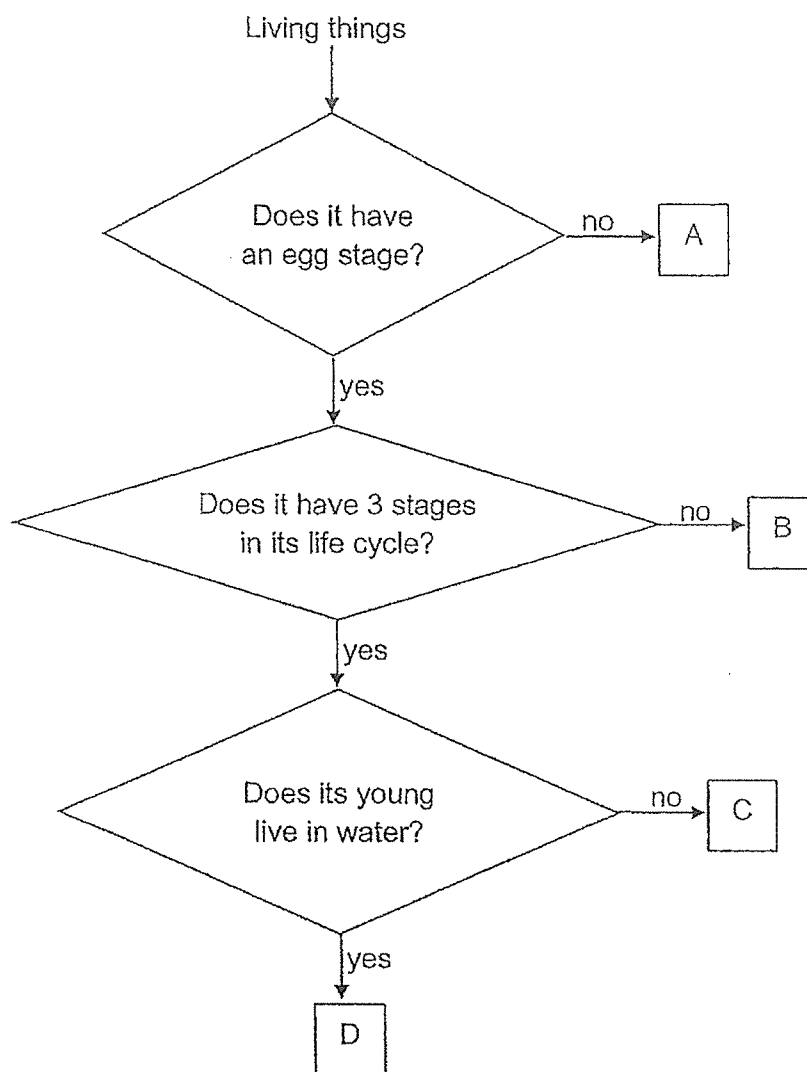 Living things
Does it have
an egg stage?
no
A
yes
Does it have 3 stages
in its life cycle?
no
B
yes
Does its young
live in water?
no
C
yes
D